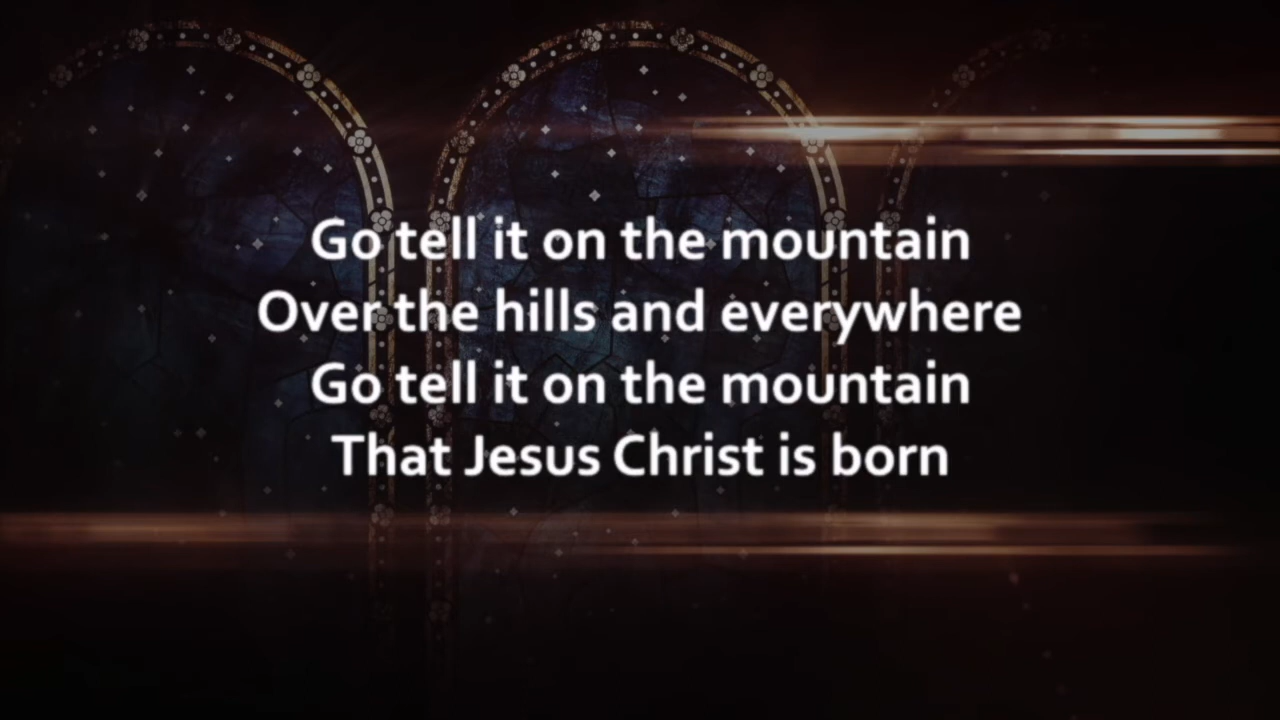 Go tell it on the mountain
Over the hills and everywhere
Go tell it on the mountain
That Jesus Christ is born